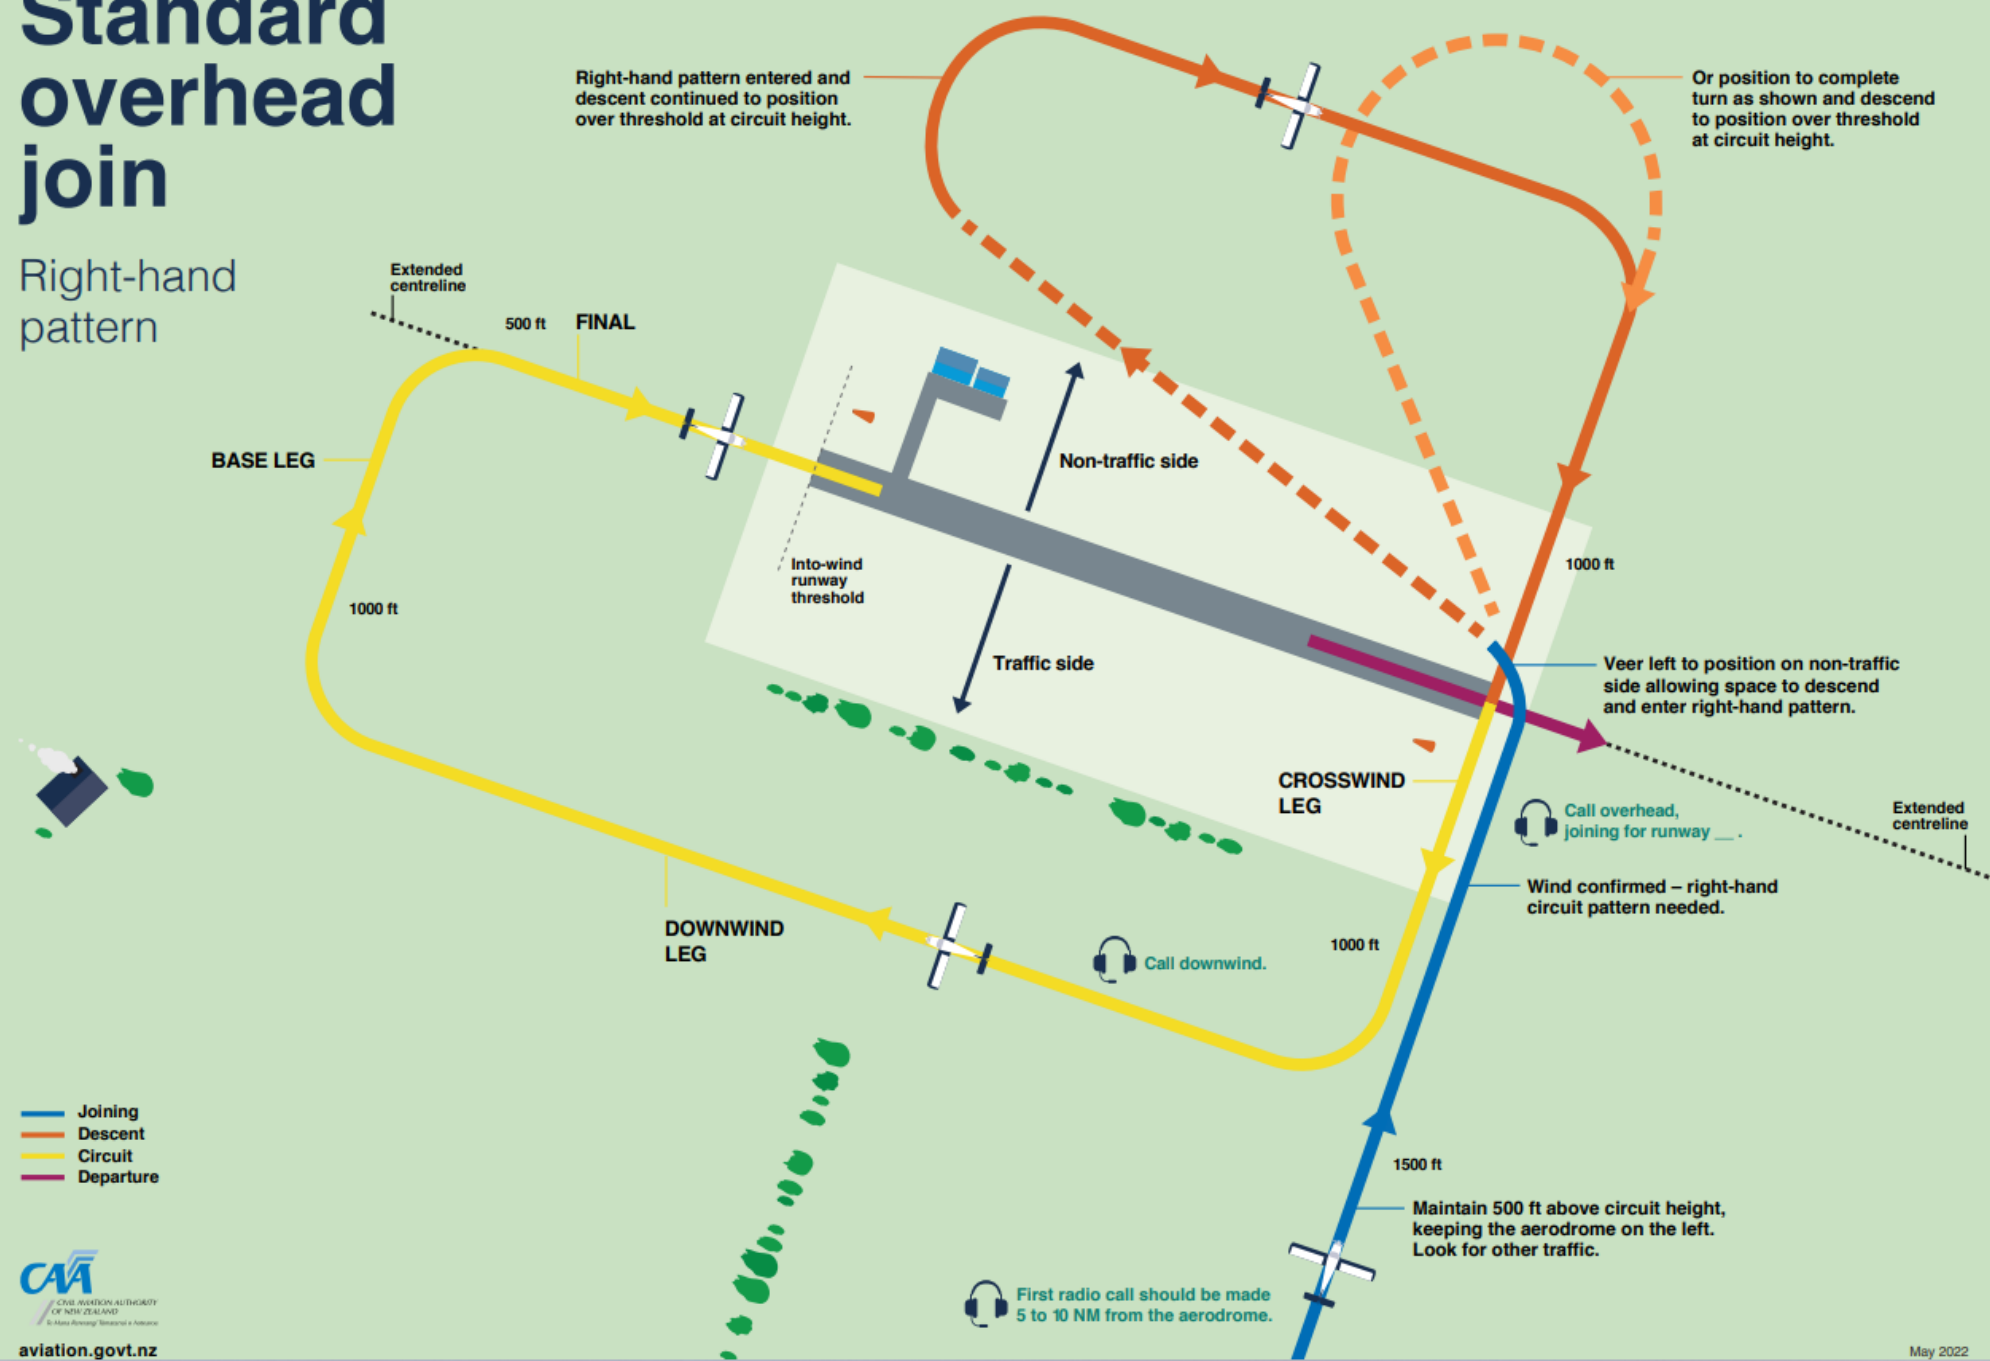 Standard
overhead
join
Right-hand
pattern
Right-hand pattern entered and
descent continued to position
over threshold at circuit height.
Or position to complete
turn as shown and descend
to position over threshold
at circuit height.
Extended
centreline
500 ft
FINAL
BASE LEG
1000 ft
Non-traffic side
Into-wind
runway
threshold
Traffic side
1000 ft
Veer left to position on non-traffic
side allowing space to descend
and enter right-hand pattern.
CROSSWIND
LEG
Call overhead,
joining for runway __ .
Extended
centreline
Wind confirmed – right-hand
circuit pattern needed.
DOWNWIND
LEG
Call downwind.
1000 ft
1500 ft
Maintain 500 ft above circuit height,
keeping the aerodrome on the left.
Look for other traffic.
First radio call should be made
5 to 10 NM from the aerodrome.
Joining
Descent
Circuit
Departure
CAA
CIVIL AVIATION AUTHORITY
OF NEW ZEALAND
aviation.govt.nz
May 2022